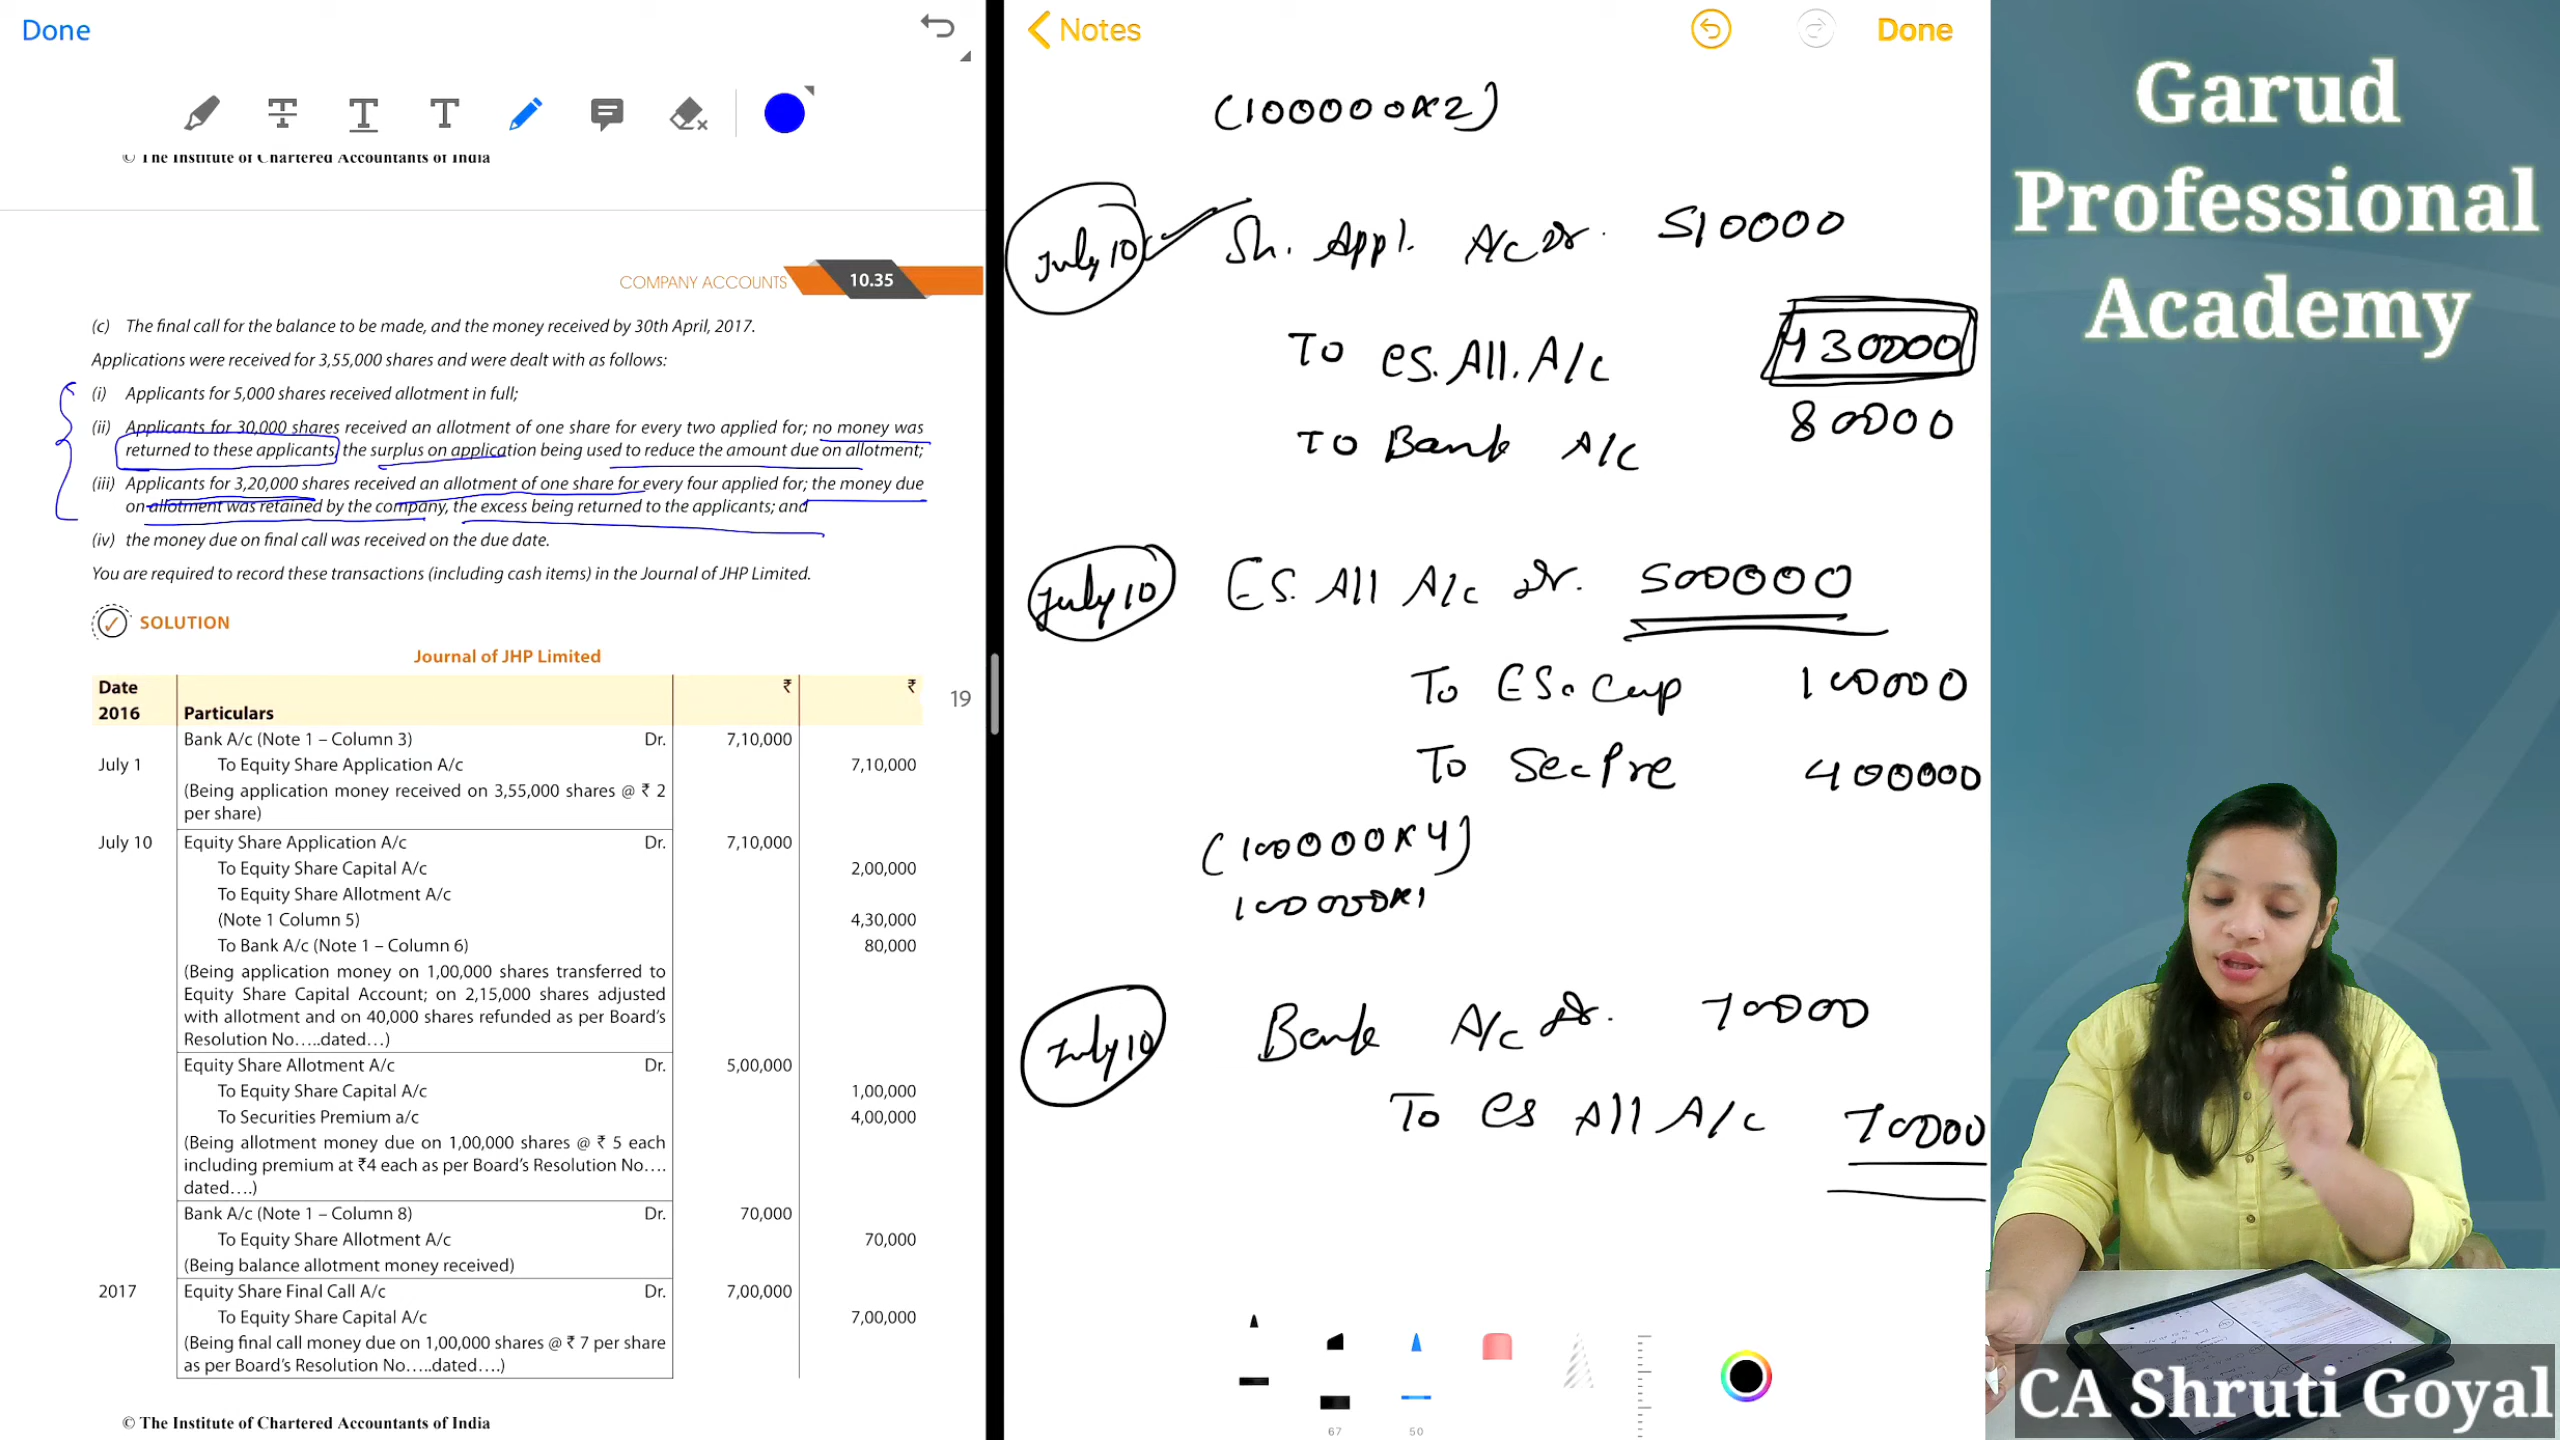 Done
© The Institute of Chartered Accountants of India
COMPANY ACCOUNTS 10.35
(c) The final call for the balance to be made, and the money received by 30th April, 2017.
Applications were received for 3,55,000 shares and were dealt with as follows:
(i) Applicants for 5,000 shares received allotment in full;
(ii) Applicants for 30,000 shares received an allotment of one share for every two applied for; no money was
returned to these applicants, the surplus on application being used to reduce the amount due on allotment;
(iii) Applicants for 3,20,000 shares received an allotment of one share for every four applied for; the money due
on allotment was retained by the company, the excess being returned to the applicants; and
(iv) the money due on final call was received on the due date.
You are required to record these transactions (including cash items) in the Journal of JHP Limited.
SOLUTION
Journal of JHP Limited
Date ₹ ₹
2016 Particulars
19
Bank A/c (Note 1 – Column 3) Dr. 7,10,000
July 1 To Equity Share Application A/c 7,10,000
(Being application money received on 3,55,000 shares @ ₹ 2
per share)
July 10 Equity Share Application A/c Dr. 7,10,000
To Equity Share Capital A/c 2,00,000
To Equity Share Allotment A/c
(Note 1 Column 5) 4,30,000
To Bank A/c (Note 1 – Column 6) 80,000
(Being application money on 1,00,000 shares transferred to
Equity Share Capital Account; on 2,15,000 shares adjusted
with allotment and on 40,000 shares refunded as per Board's
Resolution No…..dated…)
Equity Share Allotment A/c Dr. 5,00,000
To Equity Share Capital A/c 1,00,000
To Securities Premium a/c 4,00,000
(Being allotment money due on 1,00,000 shares @ ₹ 5 each
including premium at ₹4 each as per Board's Resolution No….
dated….)
Bank A/c (Note 1 – Column 8) Dr. 70,000
To Equity Share Allotment A/c 70,000
(Being balance allotment money received)
2017 Equity Share Final Call A/c Dr. 7,00,000
To Equity Share Capital A/c 7,00,000
(Being final call money due on 1,00,000 shares @ ₹ 7 per share
as per Board's Resolution No…..dated….)
© The Institute of Chartered Accountants of India
Notes Done
(100000x2)
July 10 Sh. Appl. A/c Dr. 510000
To es. All. A/c 430000
To Bank A/c 80000
July 10 ES. All A/c Dr. 500000
To ES. Cap 100000
To Sec Pre 400000
(100000x4)
100000x1
July 10 Bank A/c Dr. 70000
To es All A/c 70000
67 50
Garud
Professional
Academy
CA Shruti Goyal